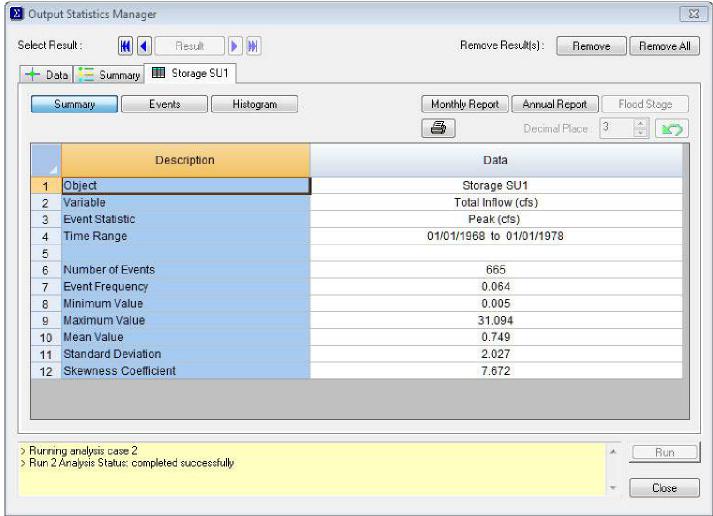 Output Statistics Manager
Select Result : Result Remove Result(s) : Remove Remove All
Data Summary Storage SU1
Summary Events Histogram Monthly Report Annual Report Flood Stage
Decimal Place 3
Description Data
1 Object Storage SU1
2 Variable Total Inflow (cfs)
3 Event Statistic Peak (cfs)
4 Time Range 01/01/1968 to 01/01/1978
5
6 Number of Events 665
7 Event Frequency 0.064
8 Minimum Value 0.005
9 Maximum Value 31.094
10 Mean Value 0.749
11 Standard Deviation 2.027
12 Skewness Coefficient 7.672
> Running analysis case 2
> Run 2 Analysis Status: completed successfully
Run
Close